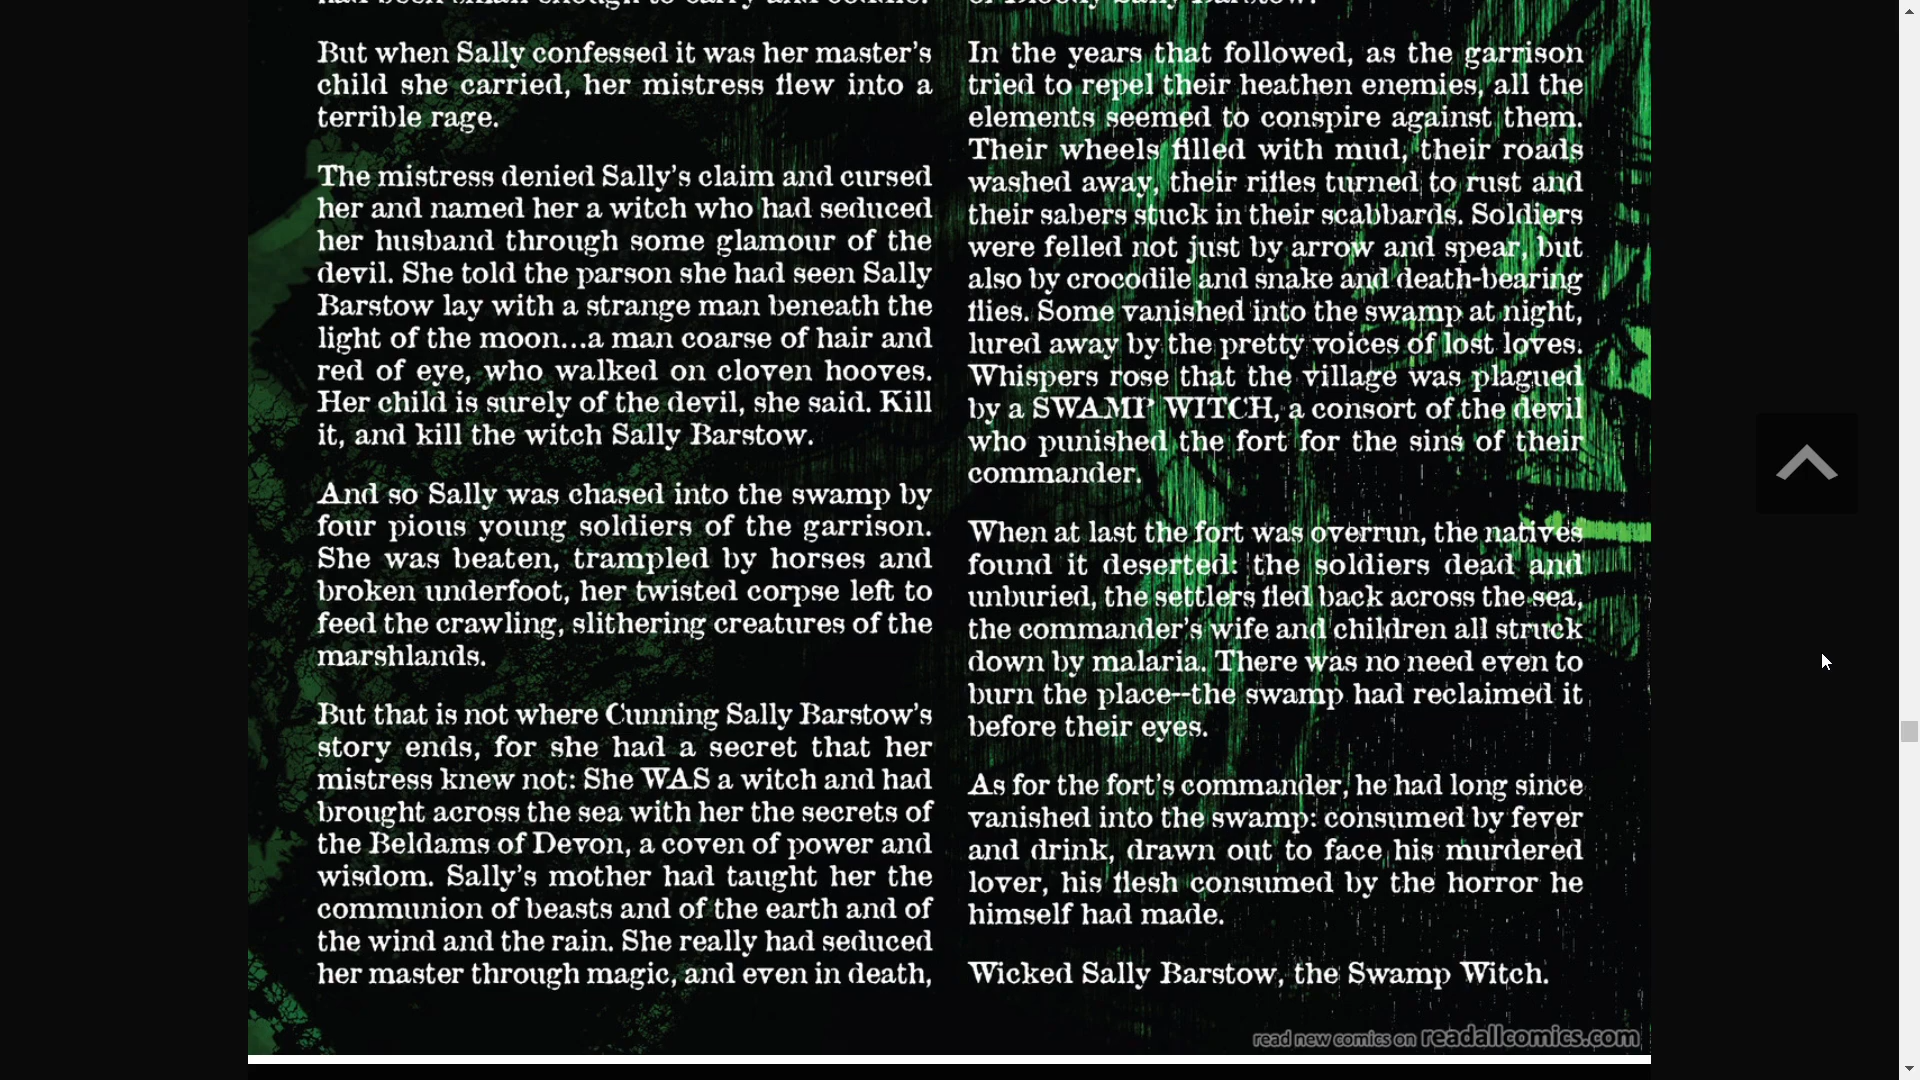 But when Sally confessed it was her master's
child she carried, her mistress flew into a
terrible rage.
The mistress denied Sally's claim and cursed
her and named her a witch who had seduced
her husband through some glamour of the
devil. She told the parson she had seen Sally
Barstow lay with a strange man beneath the
light of the moon...a man coarse of hair and
red of eye, who walked on cloven hooves.
Her child is surely of the devil, she said. Kill
it, and kill the witch Sally Barstow.
And so Sally was chased into the swamp by
four pious young soldiers of the garrison.
She was beaten, trampled by horses and
broken underfoot, her twisted corpse left to
feed the crawling, slithering creatures of the
marshlands.
But that is not where Cunning Sally Barstow's
story ends, for she had a secret that her
mistress knew not: She WAS a witch and had
brought across the sea with her the secrets of
the Beldams of Devon, a coven of power and
wisdom. Sally's mother had taught her the
communion of beasts and of the earth and of
the wind and the rain. She really had seduced
her master through magic, and even in death,
In the years that followed, as the garrison
tried to repel their heathen enemies, all the
elements seemed to conspire against them.
Their wheels filled with mud, their roads
washed away, their rifles turned to rust and
their sabers stuck in their scabbards. Soldiers
were felled not just by arrow and spear, but
also by crocodile and snake and death-bearing
flies. Some vanished into the swamp at night,
lured away by the pretty voices of lost loves.
Whispers rose that the village was plagued
by a SWAMP WITCH, a consort of the devil
who punished the fort for the sins of their
commander.
When at last the fort was overrun, the natives
found it deserted: the soldiers dead and
unburied, the settlers fled back across the sea,
the commander's wife and children all struck
down by malaria. There was no need even to
burn the place--the swamp had reclaimed it
before their eyes.
As for the fort's commander, he had long since
vanished into the swamp: consumed by fever
and drink, drawn out to face his murdered
lover, his flesh consumed by the horror he
himself had made.
Wicked Sally Barstow, the Swamp Witch.
read new comics on readallcomics.com